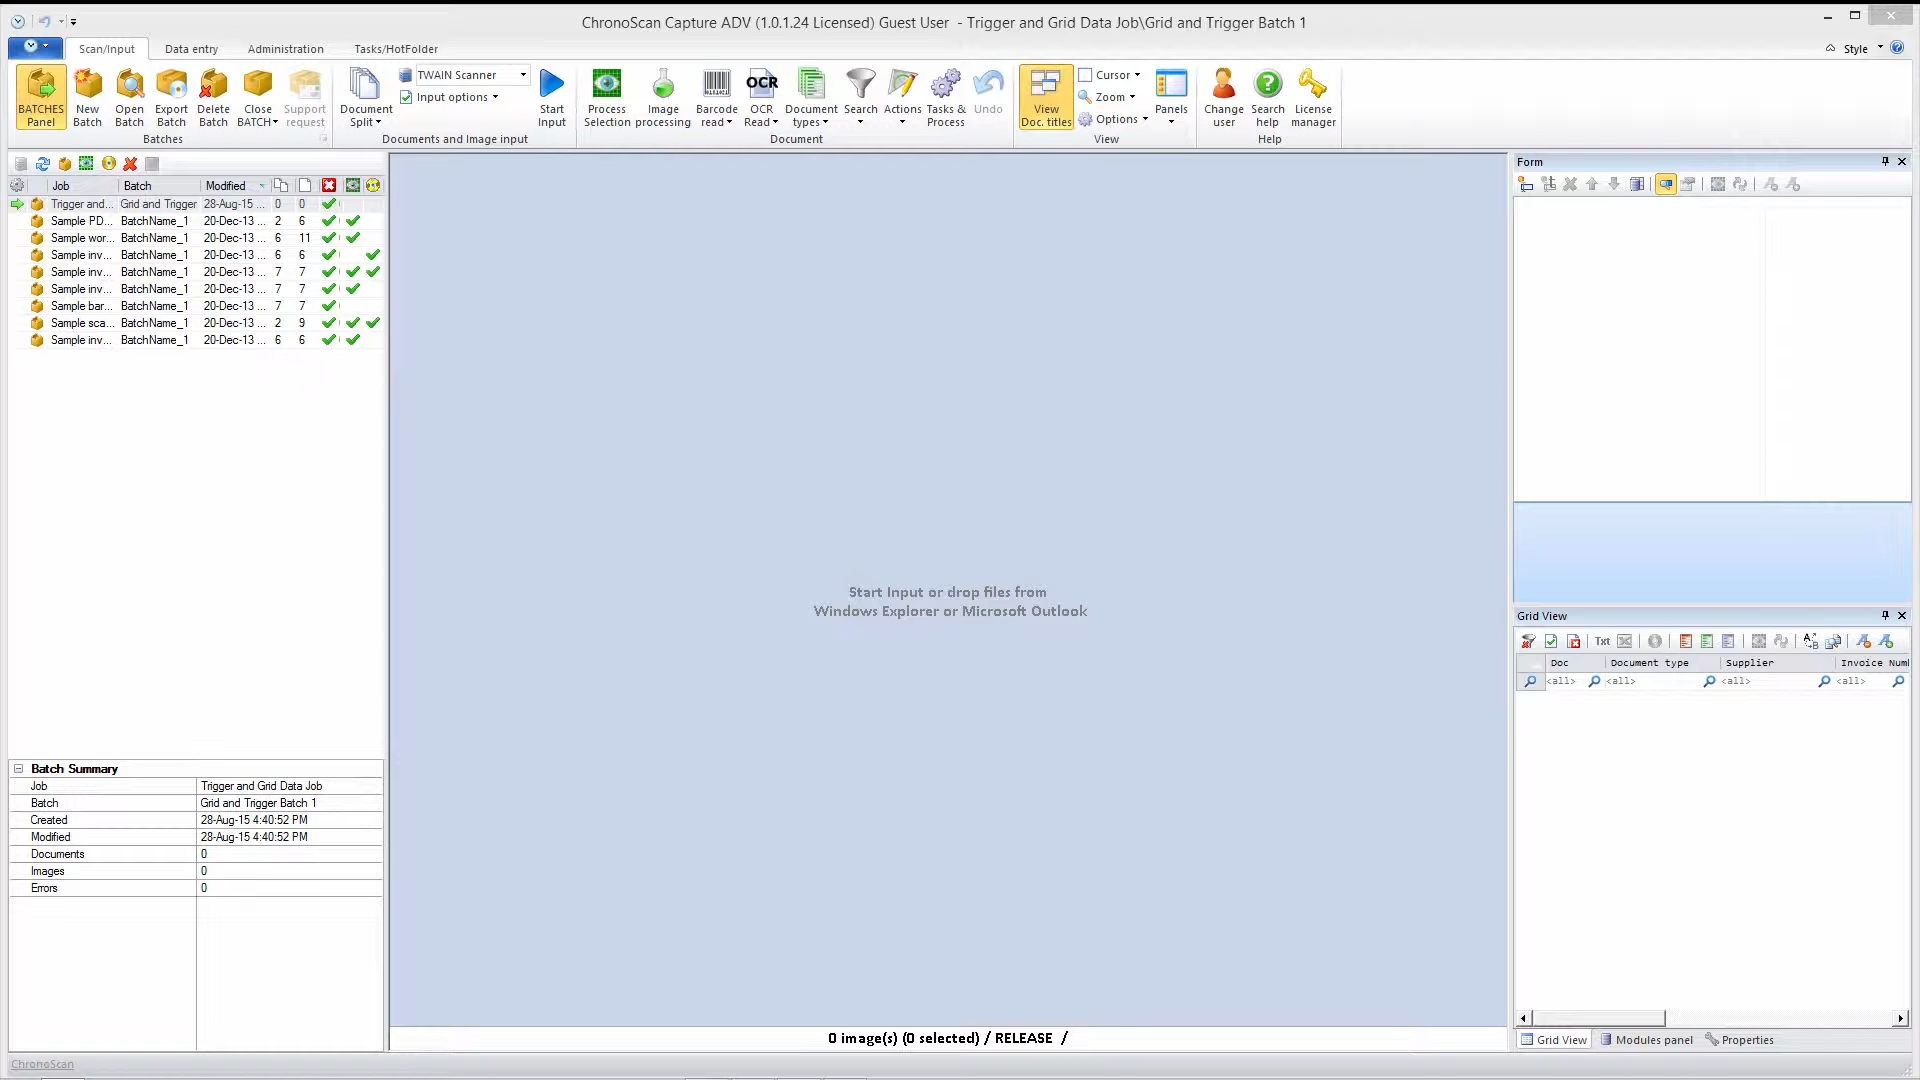 ChronoScan Capture ADV (1.0.1.24 Licensed) Guest User - Trigger and Grid Data Job\Grid and Trigger Batch 1
Scan/Input Data entry Administration Tasks/HotFolder Style
BATCHES Panel
New Batch
Open Batch
Export Batch
Delete Batch
Close BATCH
Support request
Batches
Document Split
TWAIN Scanner
Input options
Start Input
Documents and Image input
Process Selection
Image processing
Barcode read
OCR
OCR Read
Document types
Search
Actions
Tasks & Process
Undo
Document
View Doc. titles
Cursor
Zoom
Options
Panels
View
Change user
Search help
License manager
Help
Job Batch Modified
Trigger and... Grid and Trigger 28-Aug-15 ... 0 0
Sample PD... BatchName_1 20-Dec-13 ... 2 6
Sample wor... BatchName_1 20-Dec-13 ... 6 11
Sample inv... BatchName_1 20-Dec-13 ... 6 6
Sample inv... BatchName_1 20-Dec-13 ... 7 7
Sample inv... BatchName_1 20-Dec-13 ... 7 7
Sample bar... BatchName_1 20-Dec-13 ... 7 7
Sample sca... BatchName_1 20-Dec-13 ... 2 9
Sample inv... BatchName_1 20-Dec-13 ... 6 6
Batch Summary
Job Trigger and Grid Data Job
Batch Grid and Trigger Batch 1
Created 28-Aug-15 4:40:52 PM
Modified 28-Aug-15 4:40:52 PM
Documents 0
Images 0
Errors 0
Start Input or drop files from
Windows Explorer or Microsoft Outlook
0 image(s) (0 selected) / RELEASE /
Form
Grid View
Txt
Doc Document type Supplier Invoice Num
<all> <all> <all> <all>
Grid View Modules panel Properties
ChronoScan